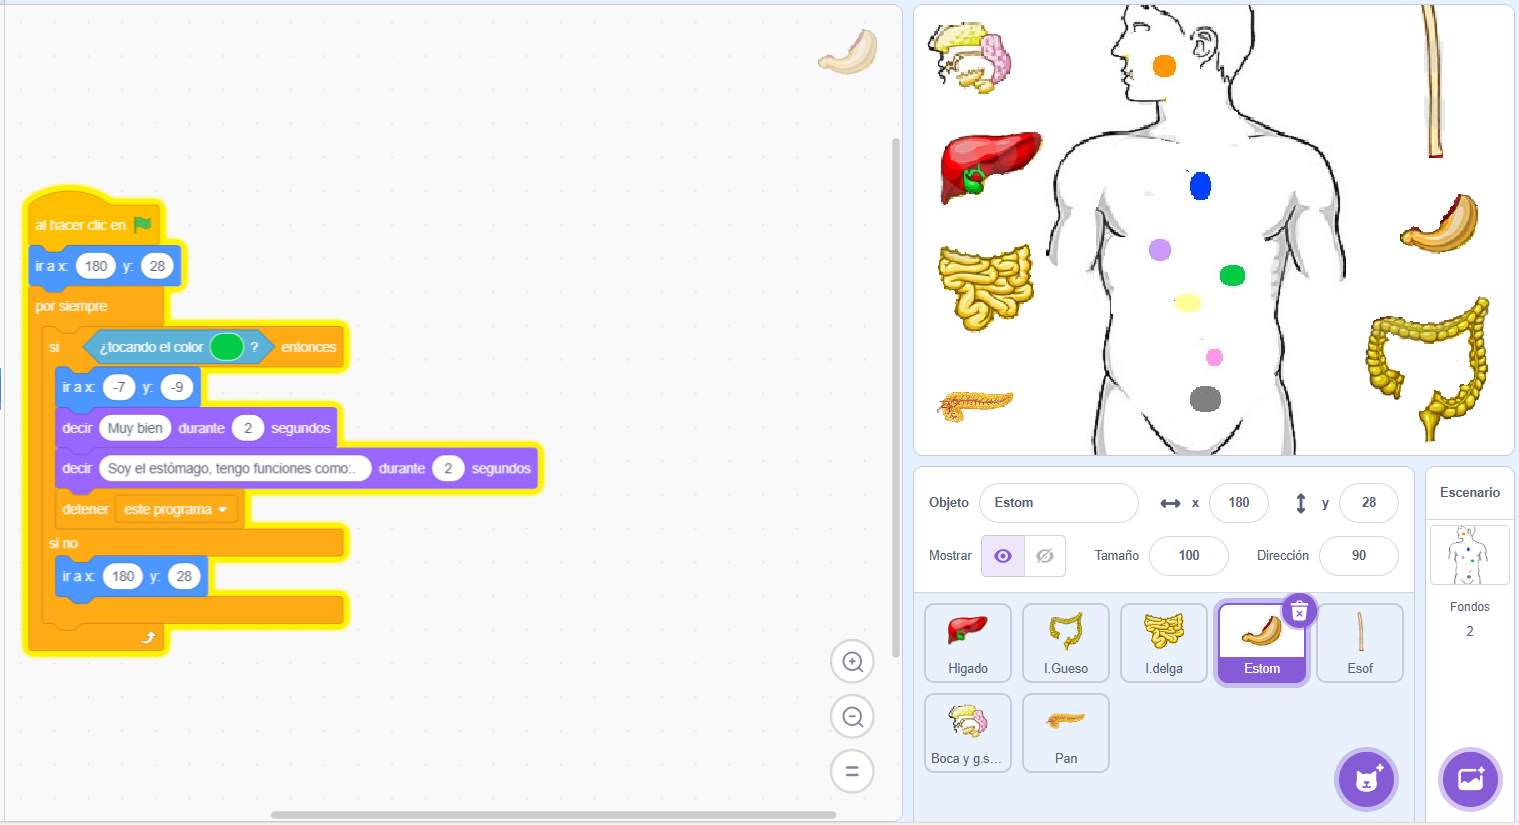 al hacer clic en
ir a x: 180 y: 28
por siempre
si ¿tocando el color ? entonces
ir a x: -7 y: -9
decir Muy bien durante 2 segundos
decir Soy el estómago, tengo funciones como:. durante 2 segundos
detener este programa
si no
ir a x: 180 y: 28
Objeto Estom x 180 y 28
Mostrar Tamaño 100 Dirección 90
Higado
I.Gueso
I.delga
Estom
Esof
Boca y g.s...
Pan
Escenario
Fondos
2